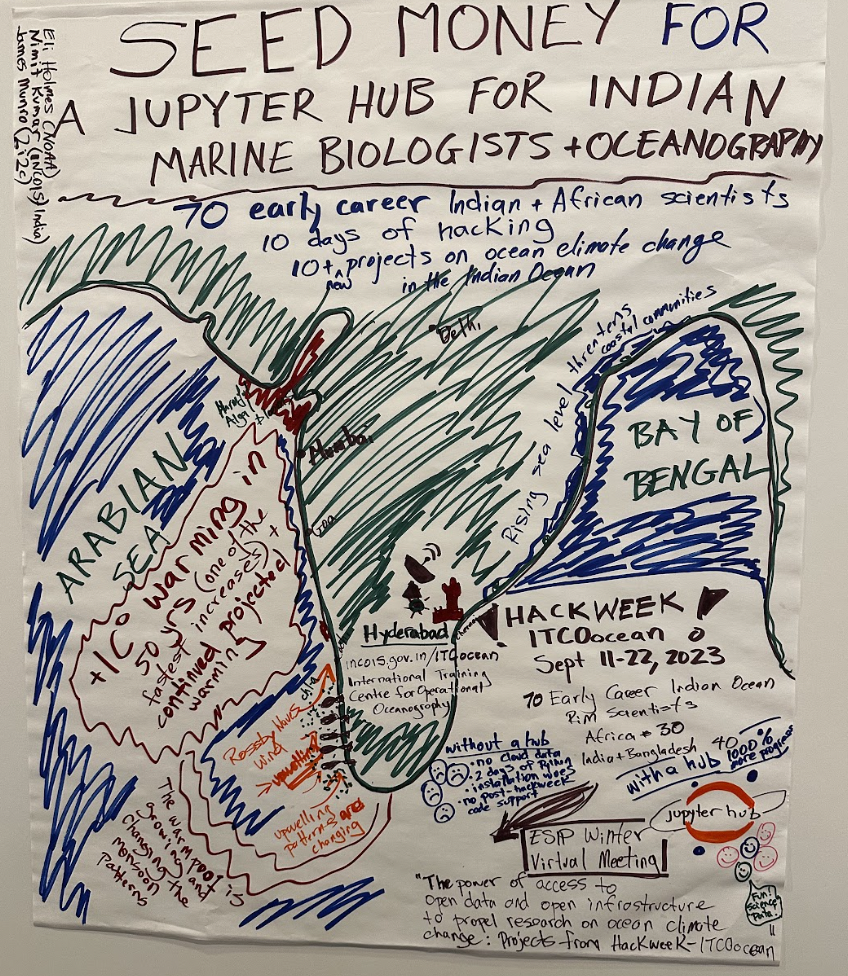 SEED MONEY FOR
A JUPYTER HUB FOR INDIAN
MARINE BIOLOGISTS + OCEANOGRAPHY
Eli Holmes (NOAA)
Nimit Kumar (INCOIS, India)
James Munro (2i2c)
70 early career Indian + African scientists
10 days of hacking
10+ new projects on ocean climate change
in the Indian Ocean
Delhi
Rising sea level threatens
coastal communities
BAY OF
BENGAL
Algal
Mumbai
Goa
ARABIAN
SEA
+1C° warming in
50 yrs (one of the
fastest increases) +
continued projected
warming
Hyderabad
incois.gov.in/ITCOocean
International Training
Centre for Operational
Oceanography
HACKWEEK
ITCOocean
Sept 11-22, 2023
70 Early Career Indian Ocean
Rim Scientists
Africa 30
India + Bangladesh 40
without a hub
• no cloud data
• 2 days of Python
installation woes
• no post-hackweek
code support
with a hub 1000%
more progress
jupyter hub
Fun!
Science
Data!
chla
Rossby Waves
wind
> upwelling
upwelling
patterns are
changing
The warm pool is
growing and
changing the
monsoon
patterns
ESIP Winter
Virtual Meeting
"The power of access to
open data and open infrastructure
to propel research on ocean climate
change: Projects from HackWeek-ITCOocean"